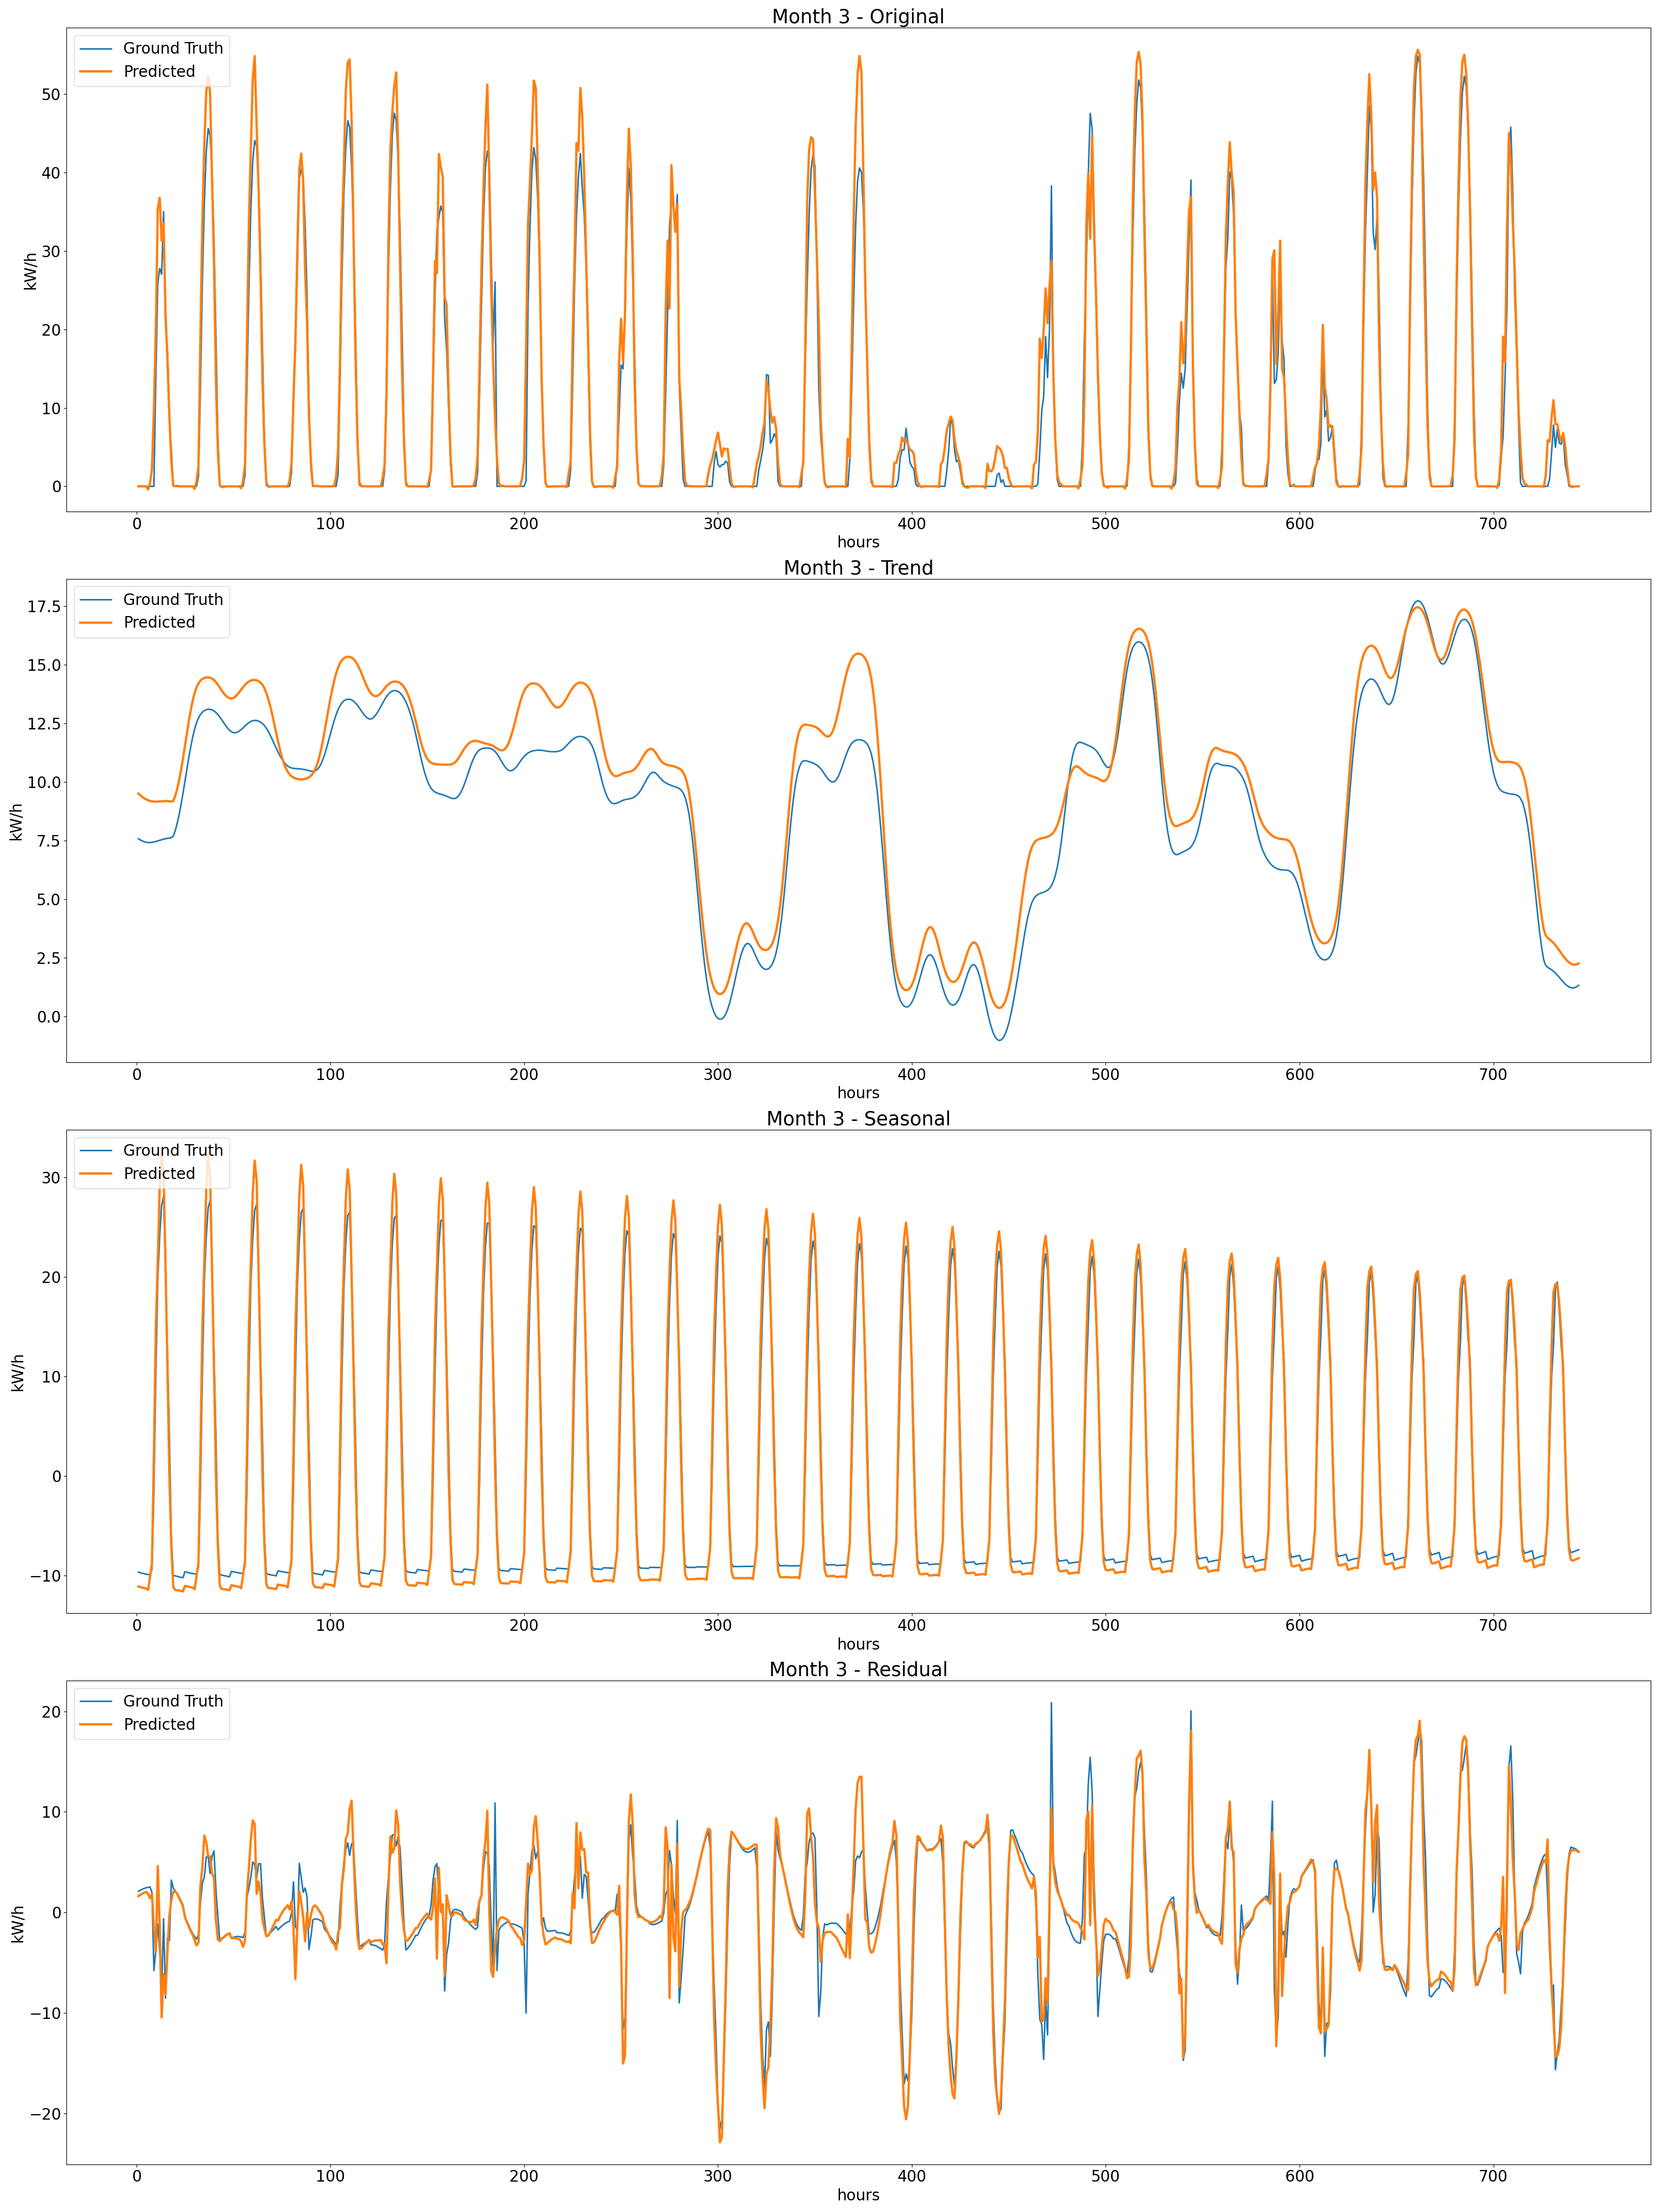 Month 3 - Original
Ground Truth
Predicted
kW/h
50
40
30
20
10
0
0 100 200 300 400 500 600 700
hours
Month 3 - Trend
Ground Truth
Predicted
kW/h
17.5
15.0
12.5
10.0
7.5
5.0
2.5
0.0
0 100 200 300 400 500 600 700
hours
Month 3 - Seasonal
Ground Truth
Predicted
kW/h
30
20
10
0
−10
0 100 200 300 400 500 600 700
hours
Month 3 - Residual
Ground Truth
Predicted
kW/h
20
10
0
−10
−20
0 100 200 300 400 500 600 700
hours